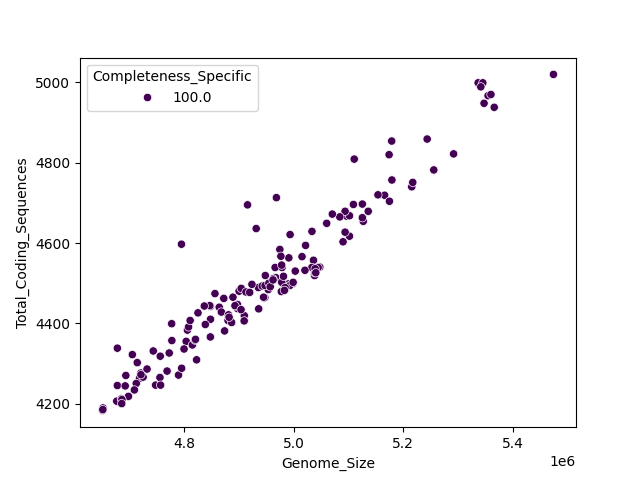 Completeness_Specific
100.0
Total_Coding_Sequences
5000
4800
4600
4400
4200
4.8
5.0
5.2
5.4
1e6
Genome_Size